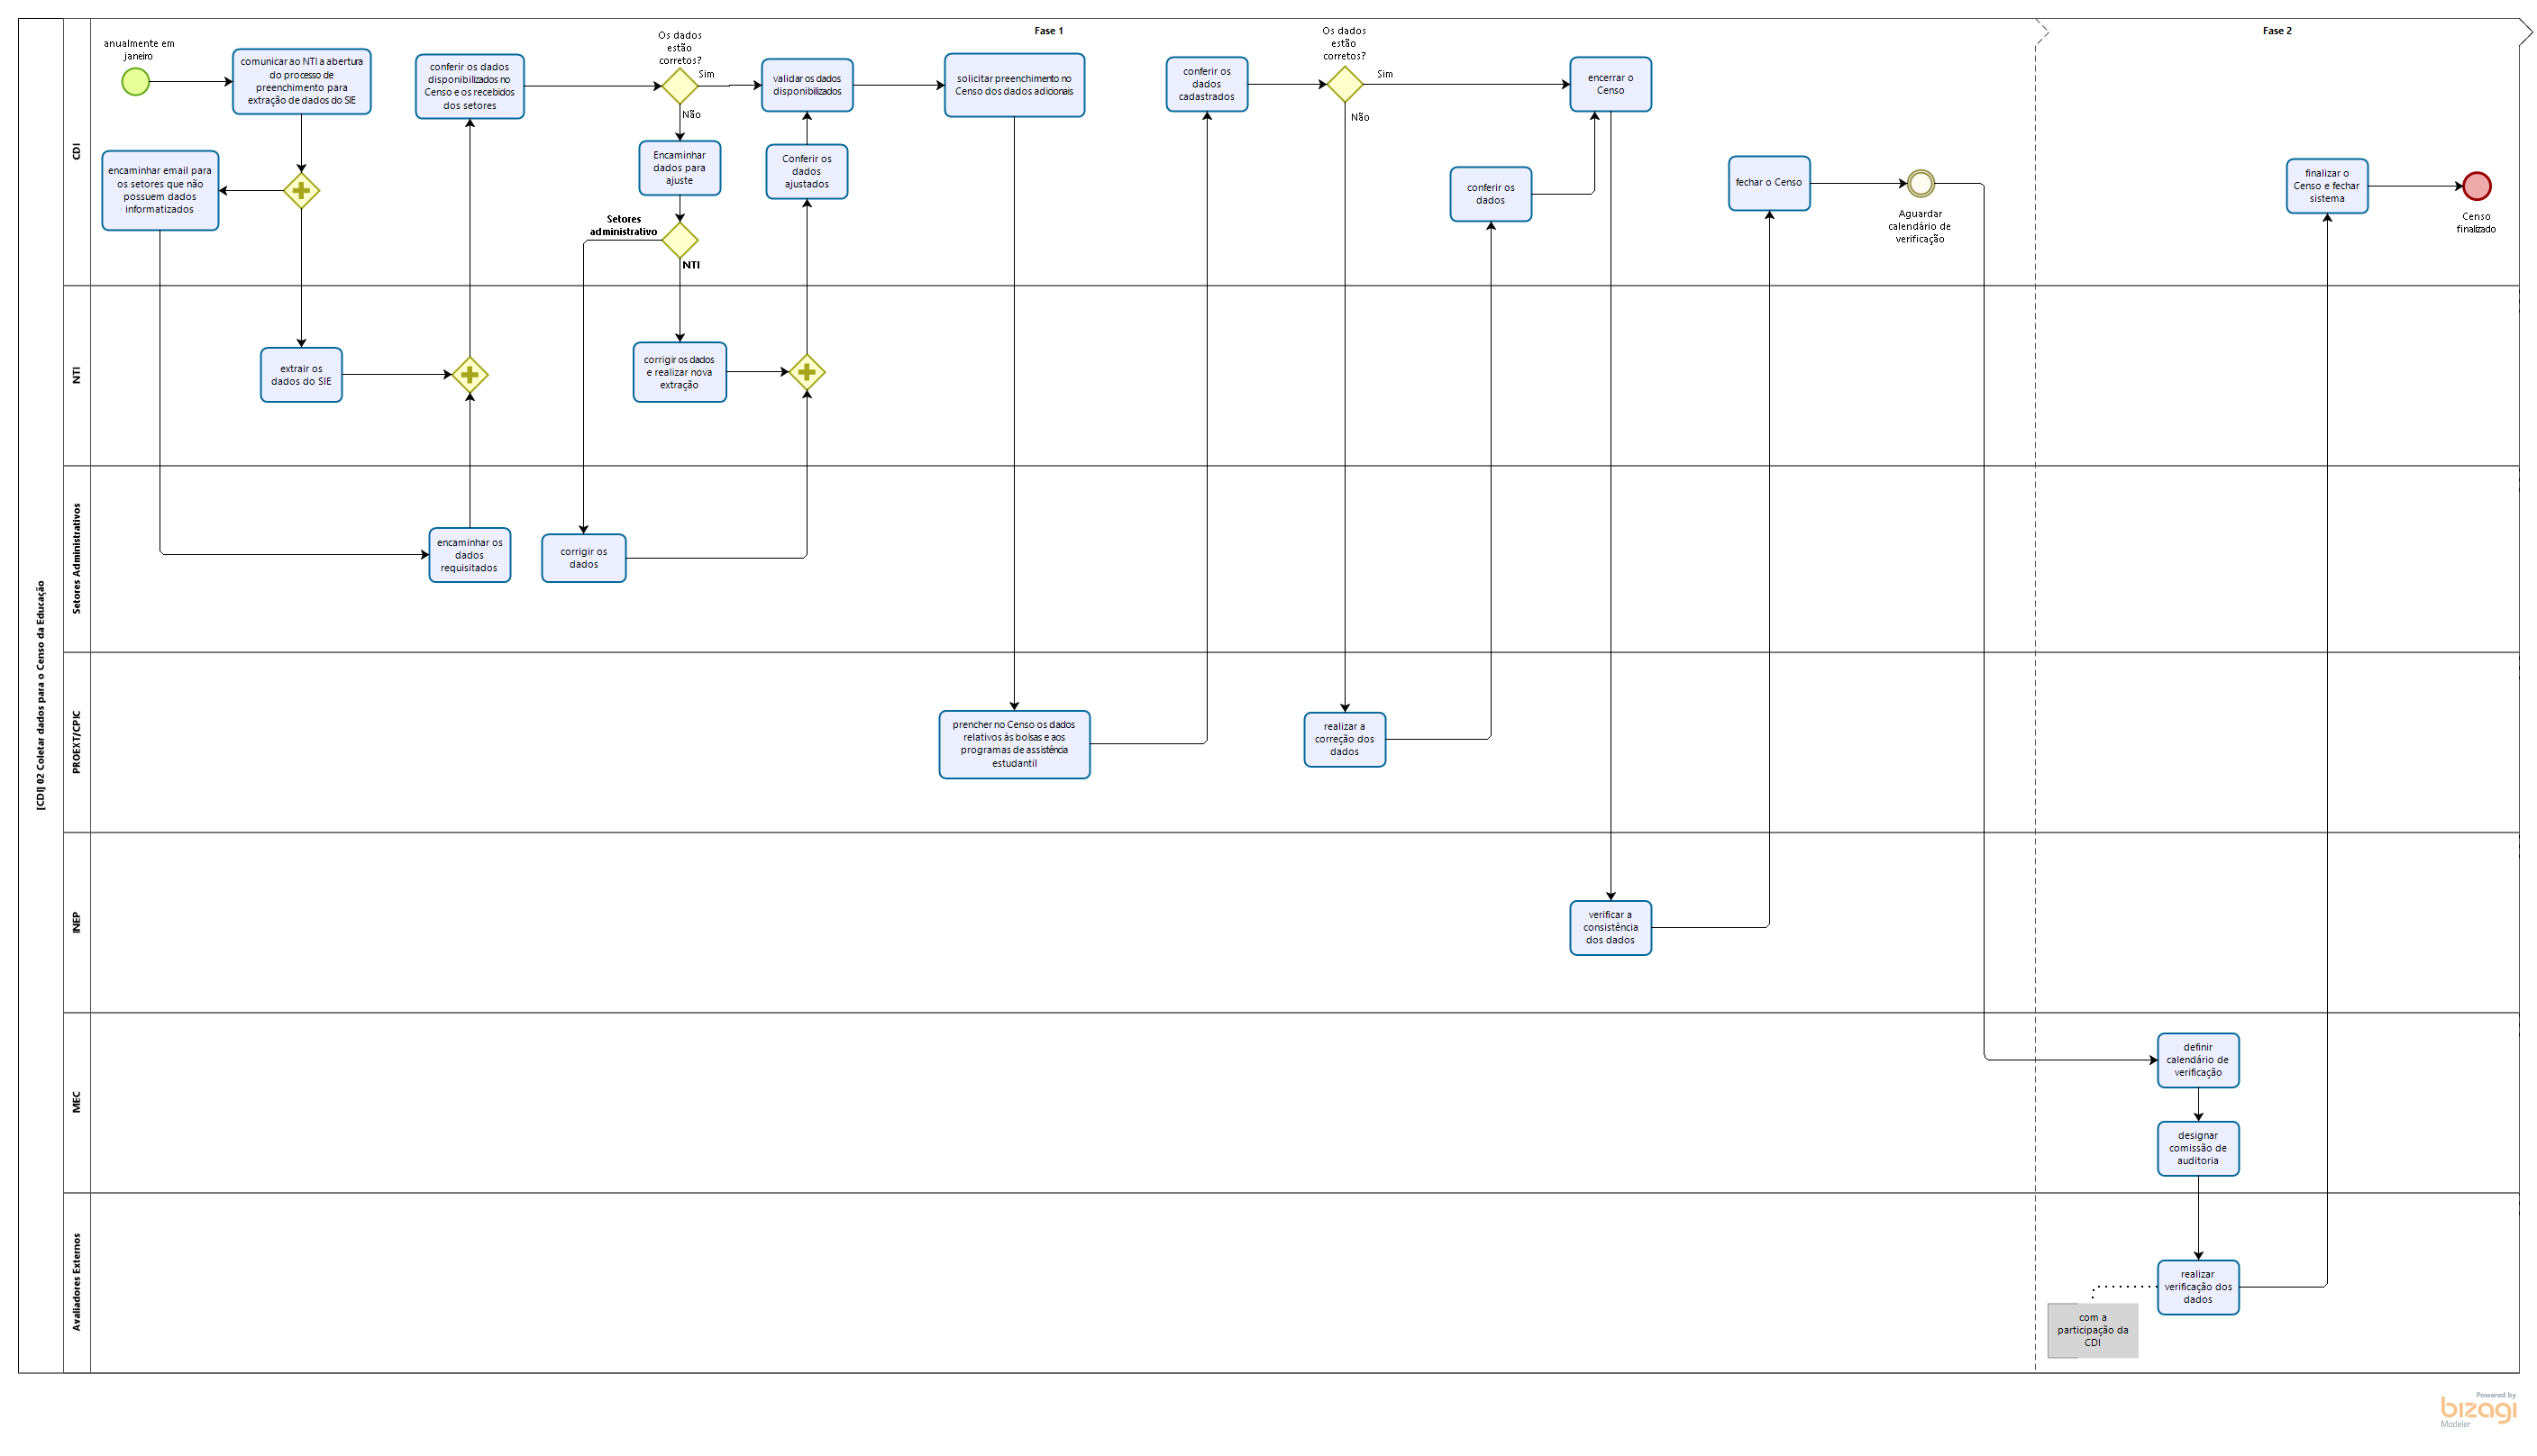 [CDI] 02 Coletar dados para o Censo da Educação
Fase 1
Fase 2
CDI
anualmente em
janeiro
comunicar ao NTI a abertura
do processo de
preenchimento para
extração de dados do SIE
encaminhar email para
os setores que não
possuem dados
informatizados
conferir os dados
disponibilizados no
Censo e os recebidos
dos setores
Os dados
estão
corretos?
Sim
Não
Encaminhar
dados para
ajuste
Setores
administrativo
NTI
validar os dados
disponibilizados
Conferir os
dados
ajustados
solicitar preenchimento no
Censo dos dados adicionais
conferir os
dados
cadastrados
Os dados
estão
corretos?
Sim
Não
conferir os
dados
encerrar o
Censo
fechar o Censo
Aguardar
calendário de
verificação
finalizar o
Censo e fechar
sistema
Censo
finalizado
NTI
extrair os
dados do SIE
corrigir os dados
e realizar nova
extração
Setores Administrativos
encaminhar os
dados
requisitados
corrigir os
dados
PROEXT/CPIC
prencher no Censo os dados
relativos às bolsas e aos
programas de assistência
estudantil
realizar a
correção dos
dados
INEP
verificar a
consistência
dos dados
MEC
definir
calendário de
verificação
designar
comissão de
auditoria
Avaliadores Externos
realizar
verificação dos
dados
com a
participação da
CDI
Powered by
bizagi
Modeler